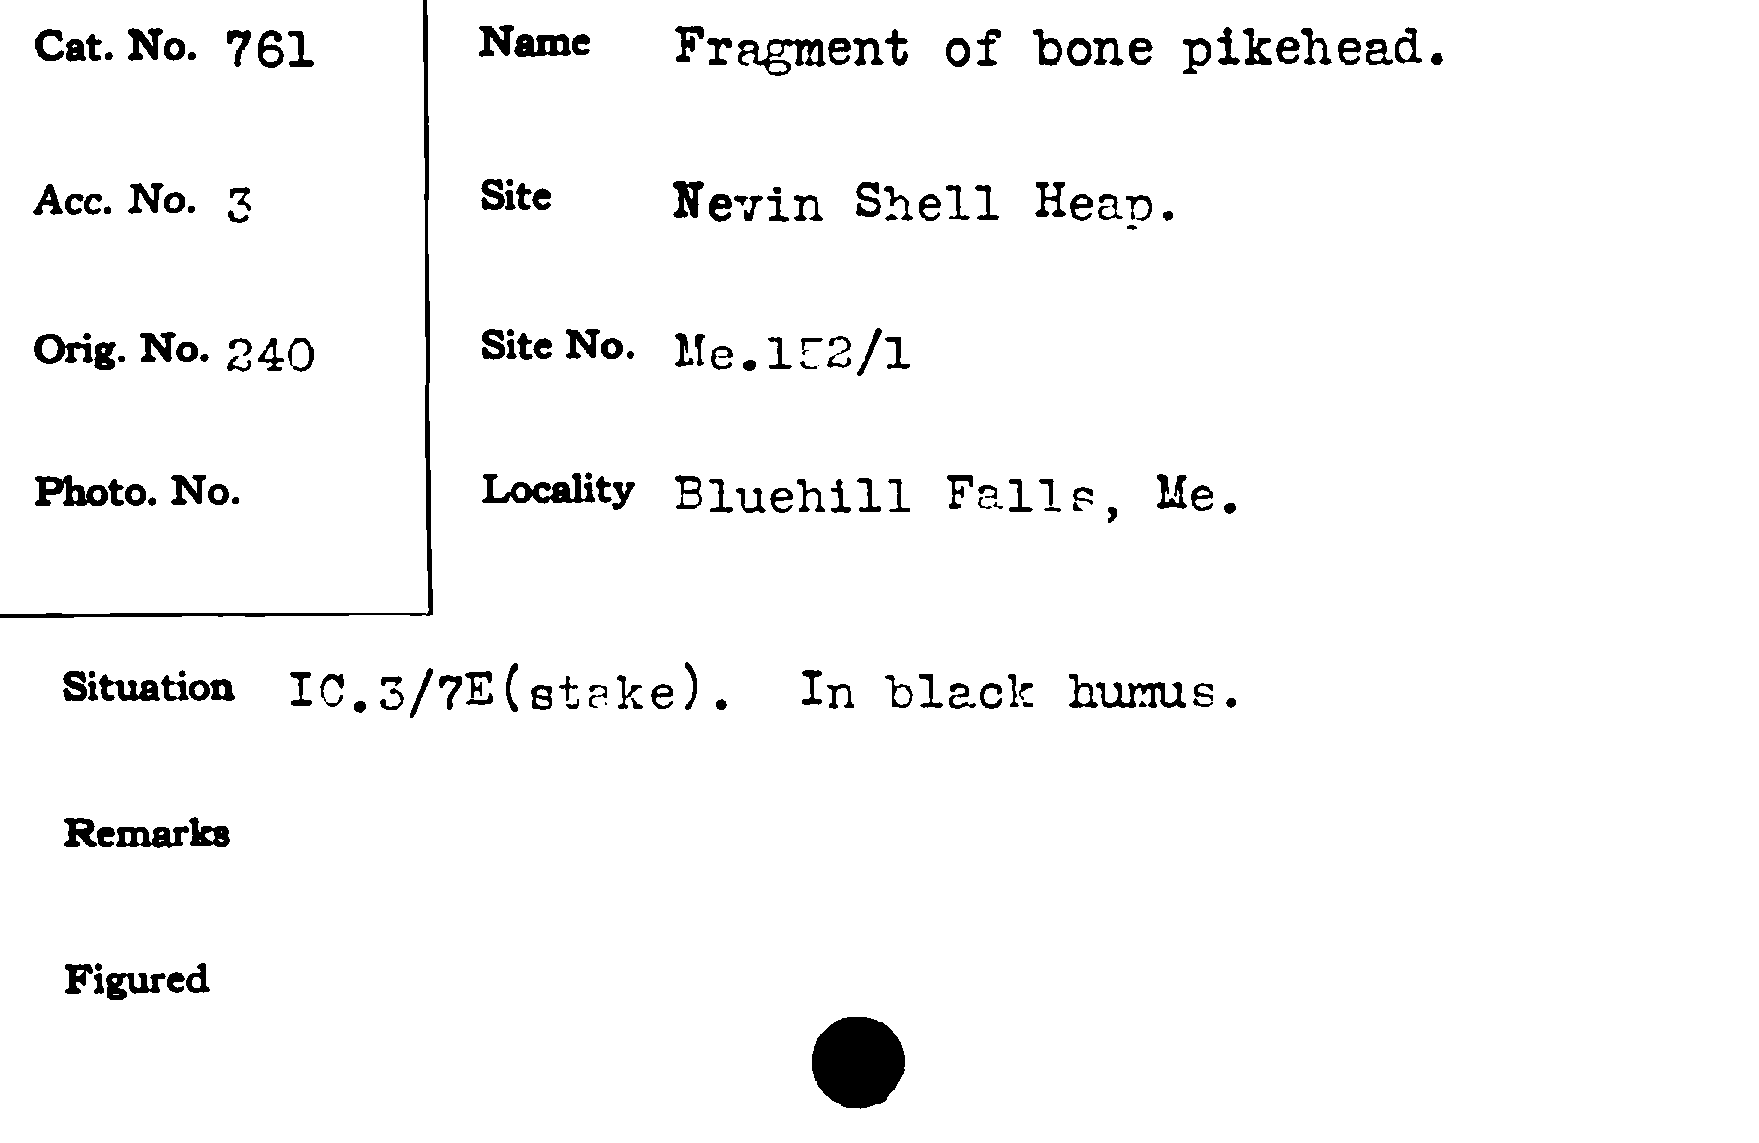 Cat. No. 761
Name Fragment of bone pikehead.
Acc. No. 3
Site Nevin Shell Heap.
Orig. No. 240
Site No. Me.152/1
Photo. No.
Locality Bluehill Falls, Me.
Situation IC.3/7E(stake). In black humus.
Remarks
Figured